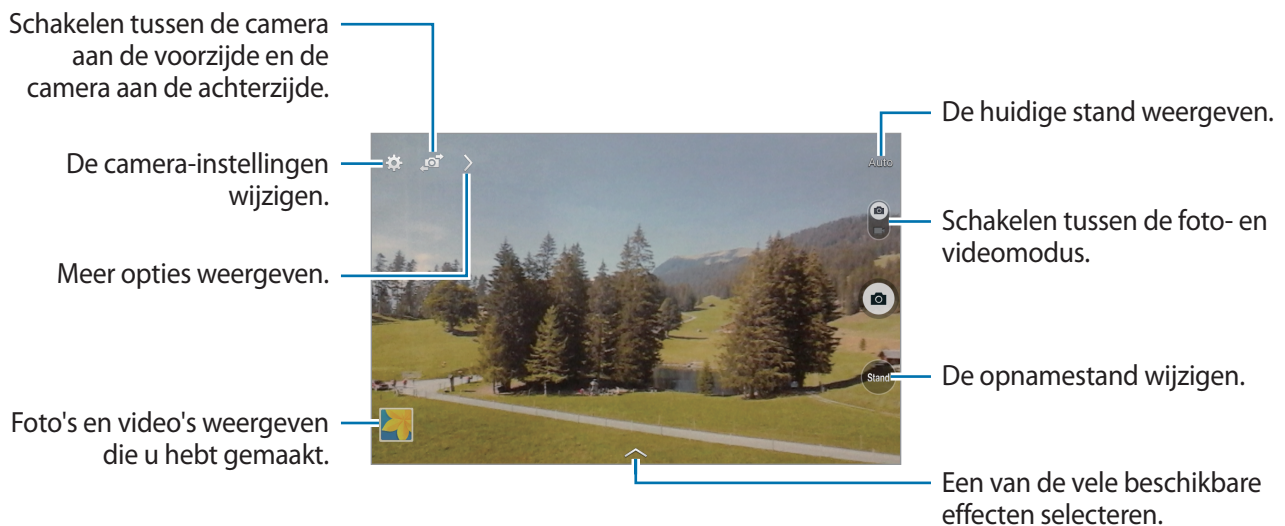 Schakelen tussen de camera
aan de voorzijde en de
camera aan de achterzijde.
De camera-instellingen
wijzigen.
Meer opties weergeven.
Foto's en video's weergeven
die u hebt gemaakt.
Auto
Stand
De huidige stand weergeven.
Schakelen tussen de foto- en
videomodus.
De opnamestand wijzigen.
Een van de vele beschikbare
effecten selecteren.